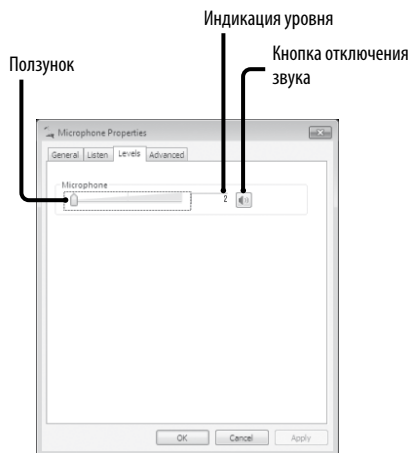 Индикация уровня
Ползунок
Кнопка отключения
звука
Microphone Properties
General Listen Levels Advanced
Microphone
2
OK Cancel Apply